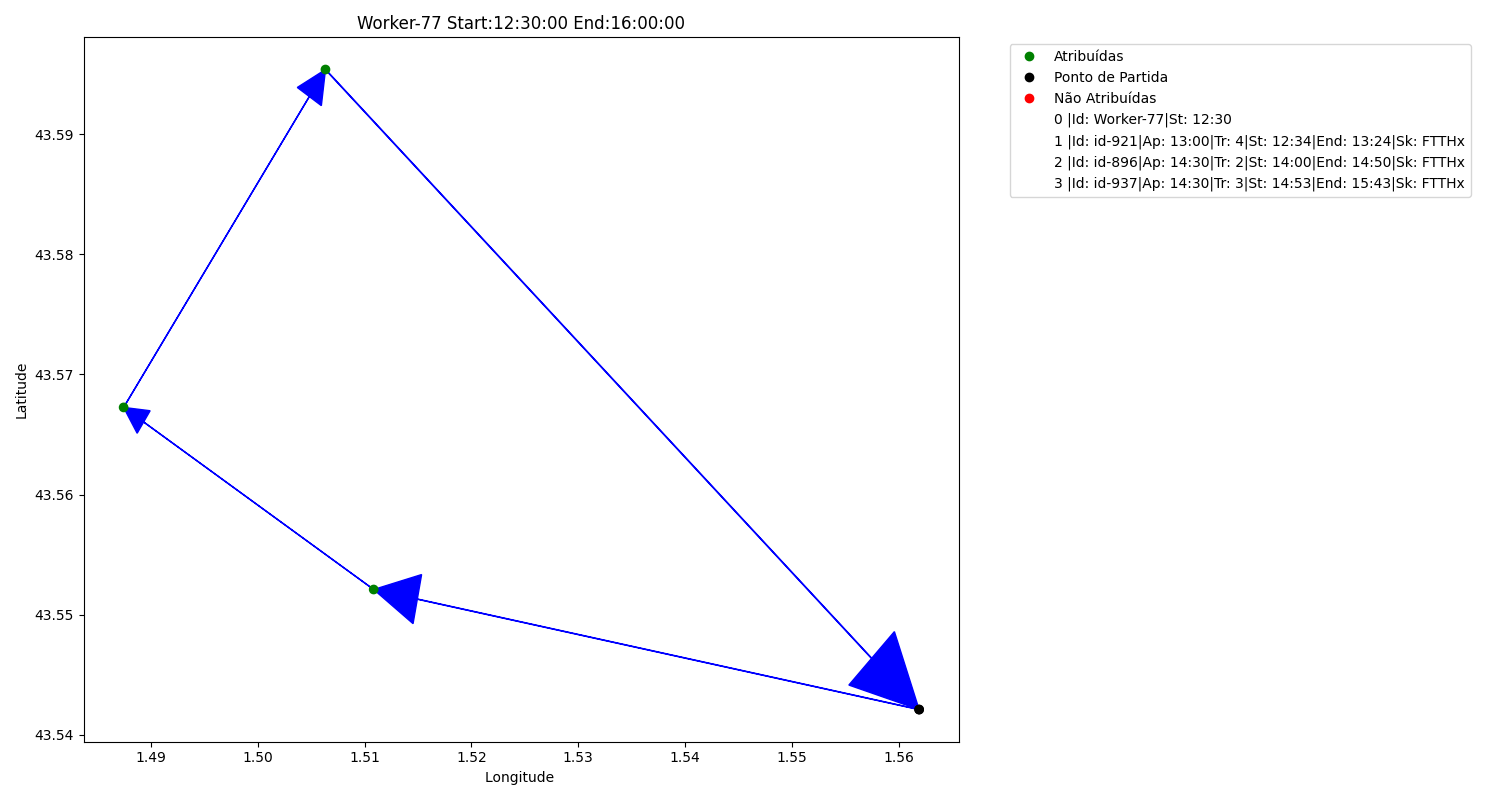 Worker-77 Start:12:30:00 End:16:00:00
43.59
43.58
43.57
43.56
43.55
43.54
Latitude
1.49 1.50 1.51 1.52 1.53 1.54 1.55 1.56
Longitude
Atribuídas
Ponto de Partida
Não Atribuídas
0 |Id: Worker-77|St: 12:30
1 |Id: id-921|Ap: 13:00|Tr: 4|St: 12:34|End: 13:24|Sk: FTTHx
2 |Id: id-896|Ap: 14:30|Tr: 2|St: 14:00|End: 14:50|Sk: FTTHx
3 |Id: id-937|Ap: 14:30|Tr: 3|St: 14:53|End: 15:43|Sk: FTTHx